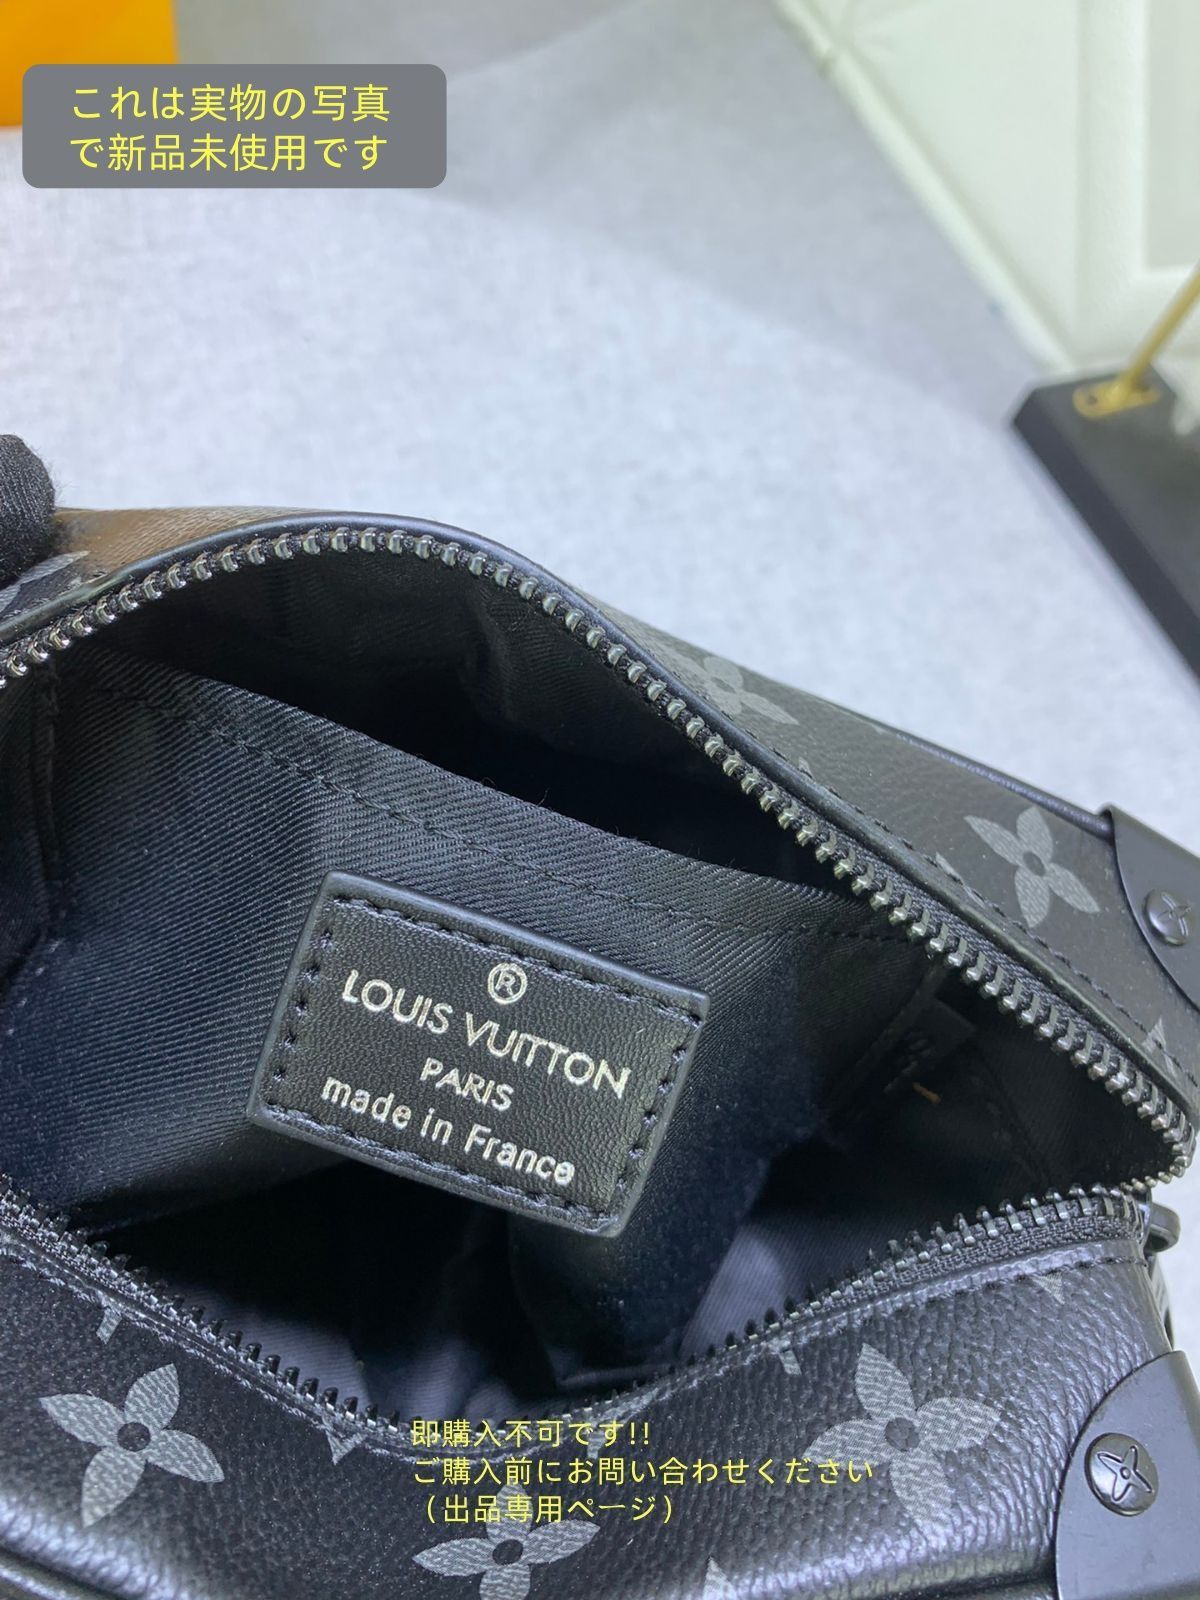 これは実物の写真
で新品未使用です
®
LOUIS VUITTON
PARIS
made in France
即購入不可です!!
ご購入前にお問い合わせください
（出品専用ページ）